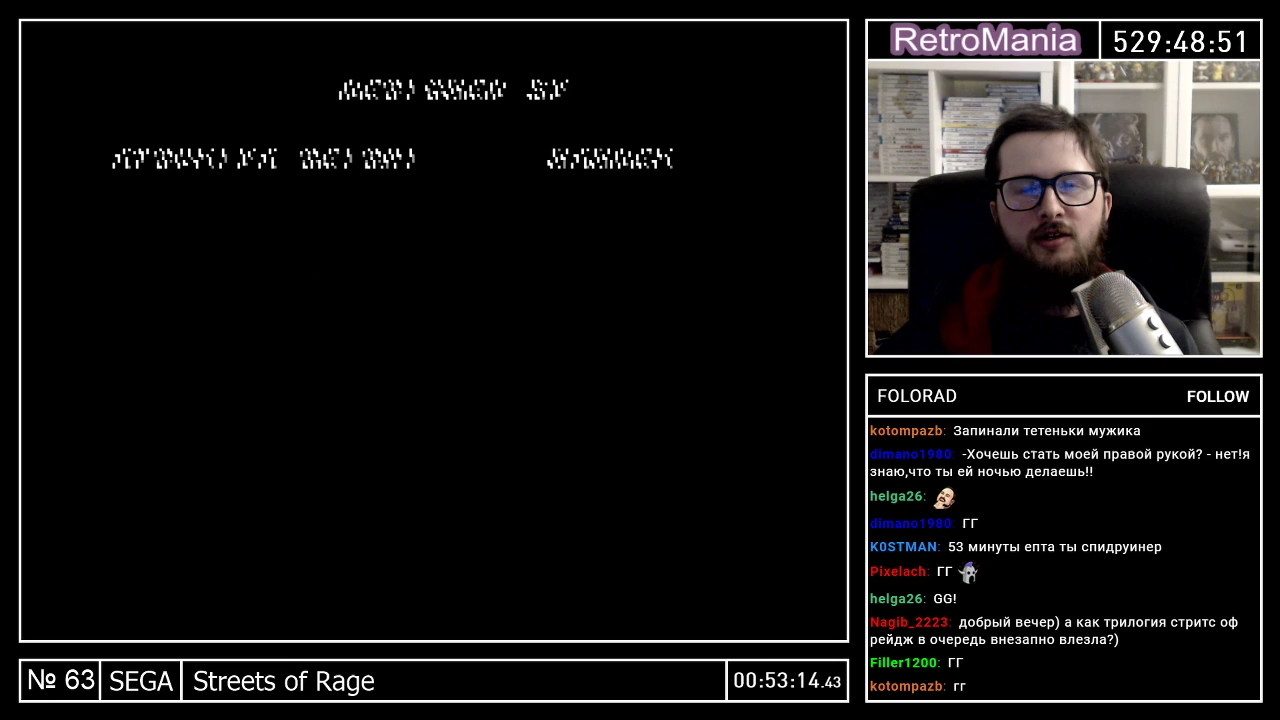 RetroMania
529:48:51
FOLORAD FOLLOW
kotompazb: Запинали тетеньки мужика
dimano1980: -Хочешь стать моей правой рукой? - нет!я
знаю,что ты ей ночью делаешь!!
helga26:
dimano1980: ГГ
K0STMAN: 53 минуты епта ты спидруинер
Pixelach: ГГ
helga26: GG!
Nagib_2223: добрый вечер) а как трилогия стритс оф
рейдж в очередь внезапно влезла?)
Filler1200: ГГ
kotompazb: гг
№ 63 SEGA Streets of Rage 00:53:14.43